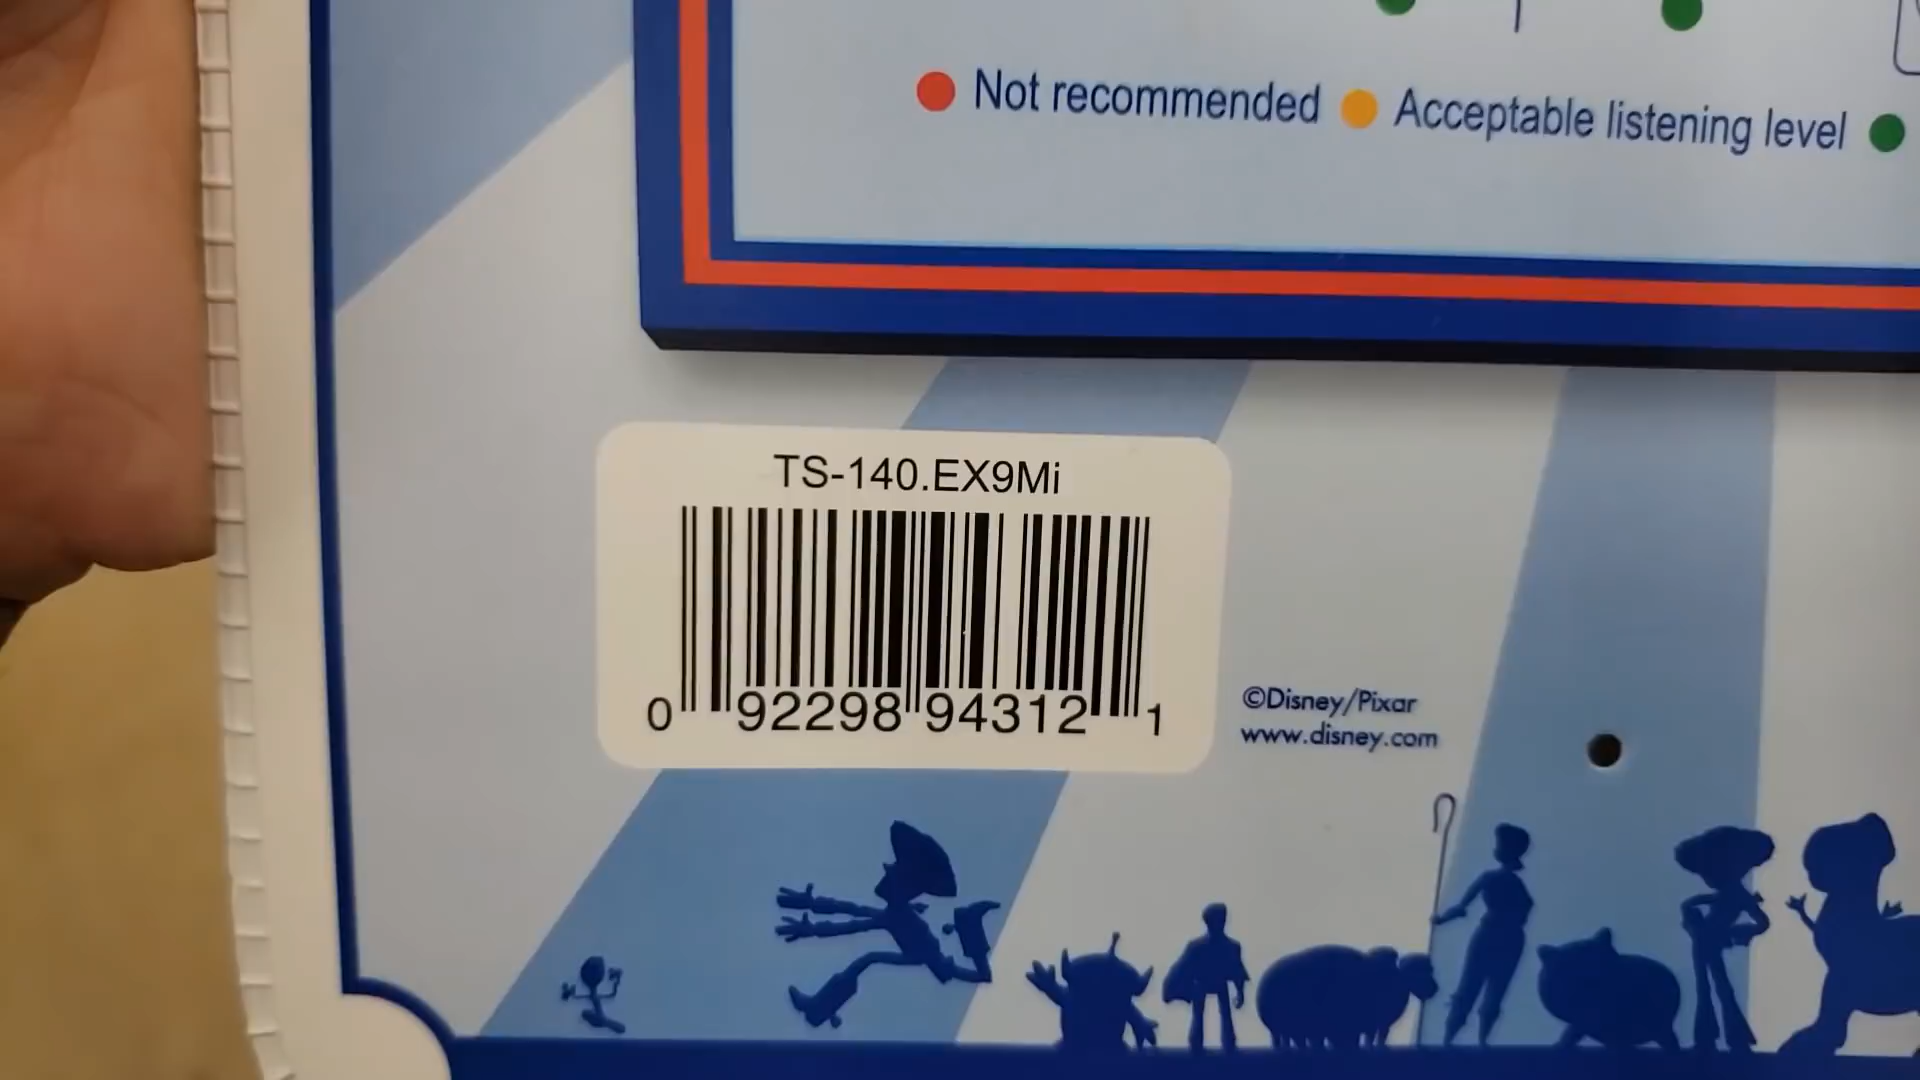 Not recommended Acceptable listening level
TS-140.EX9Mi
0 92298 94312 1
©Disney/Pixar
www.disney.com